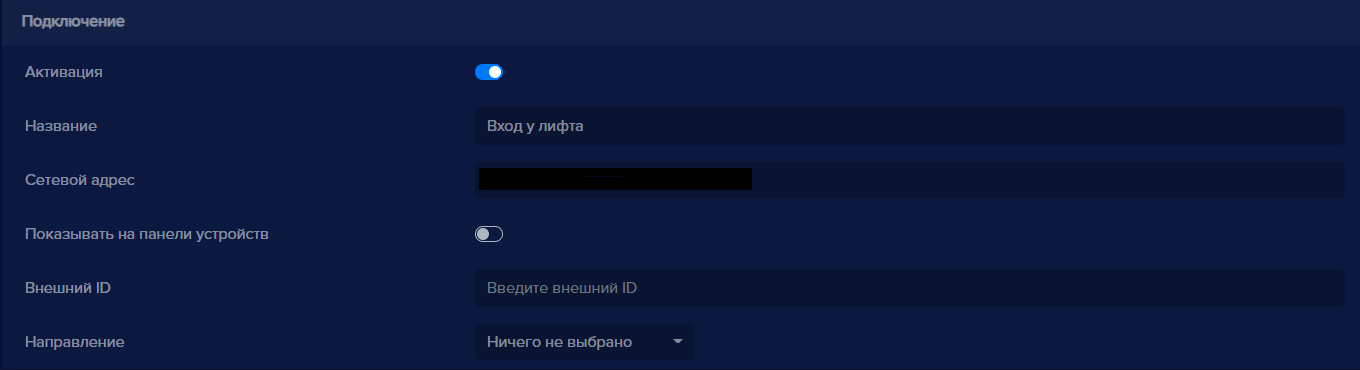 Подключение
Активация
Название Вход у лифта
Сетевой адрес
Показывать на панели устройств
Внешний ID Введите внешний ID
Направление Ничего не выбрано